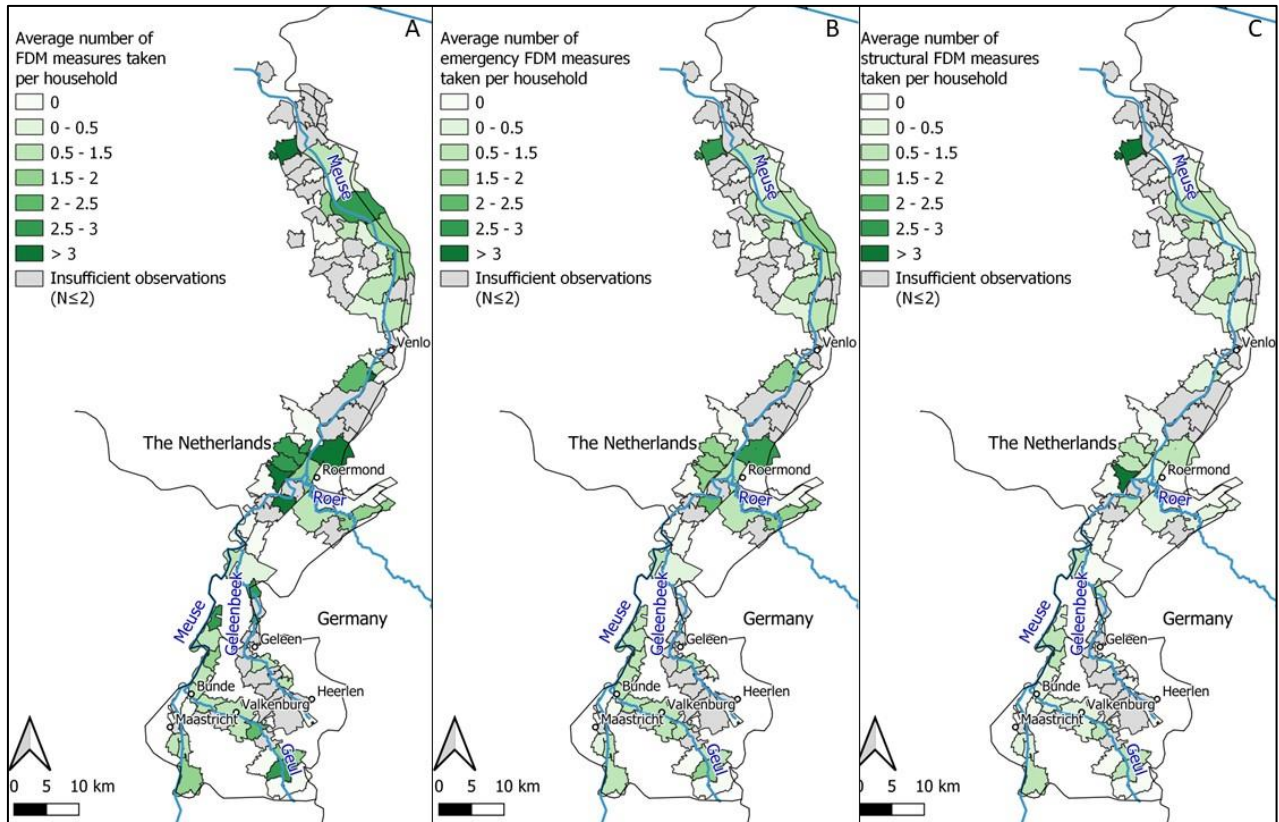 A
Average number of
FDM measures taken
per household
0
0 - 0.5
0.5 - 1.5
1.5 - 2
2 - 2.5
2.5 - 3
> 3
Insufficient observations
(N≤2)
Meuse
Venlo
The Netherlands
Roermond
Roer
Meuse
Geleenbeek
Germany
Geleen
Bunde
Heerlen
Valkenburg
Maastricht
Geul
0 5 10 km
B
Average number of
emergency FDM measures
taken per household
0
0 - 0.5
0.5 - 1.5
1.5 - 2
2 - 2.5
2.5 - 3
> 3
Insufficient observations
(N≤2)
Meuse
Venlo
The Netherlands
Roermond
Roer
Meuse
Geleenbeek
Germany
Geleen
Bunde
Heerlen
Valkenburg
Maastricht
Geul
0 5 10 km
C
Average number of
structural FDM measures
taken per household
0
0 - 0.5
0.5 - 1.5
1.5 - 2
2 - 2.5
2.5 - 3
> 3
Insufficient observations
(N≤2)
Meuse
Venlo
The Netherlands
Roermond
Roer
Meuse
Geleenbeek
Germany
Geleen
Bunde
Heerlen
Valkenburg
Maastricht
Geul
0 5 10 km